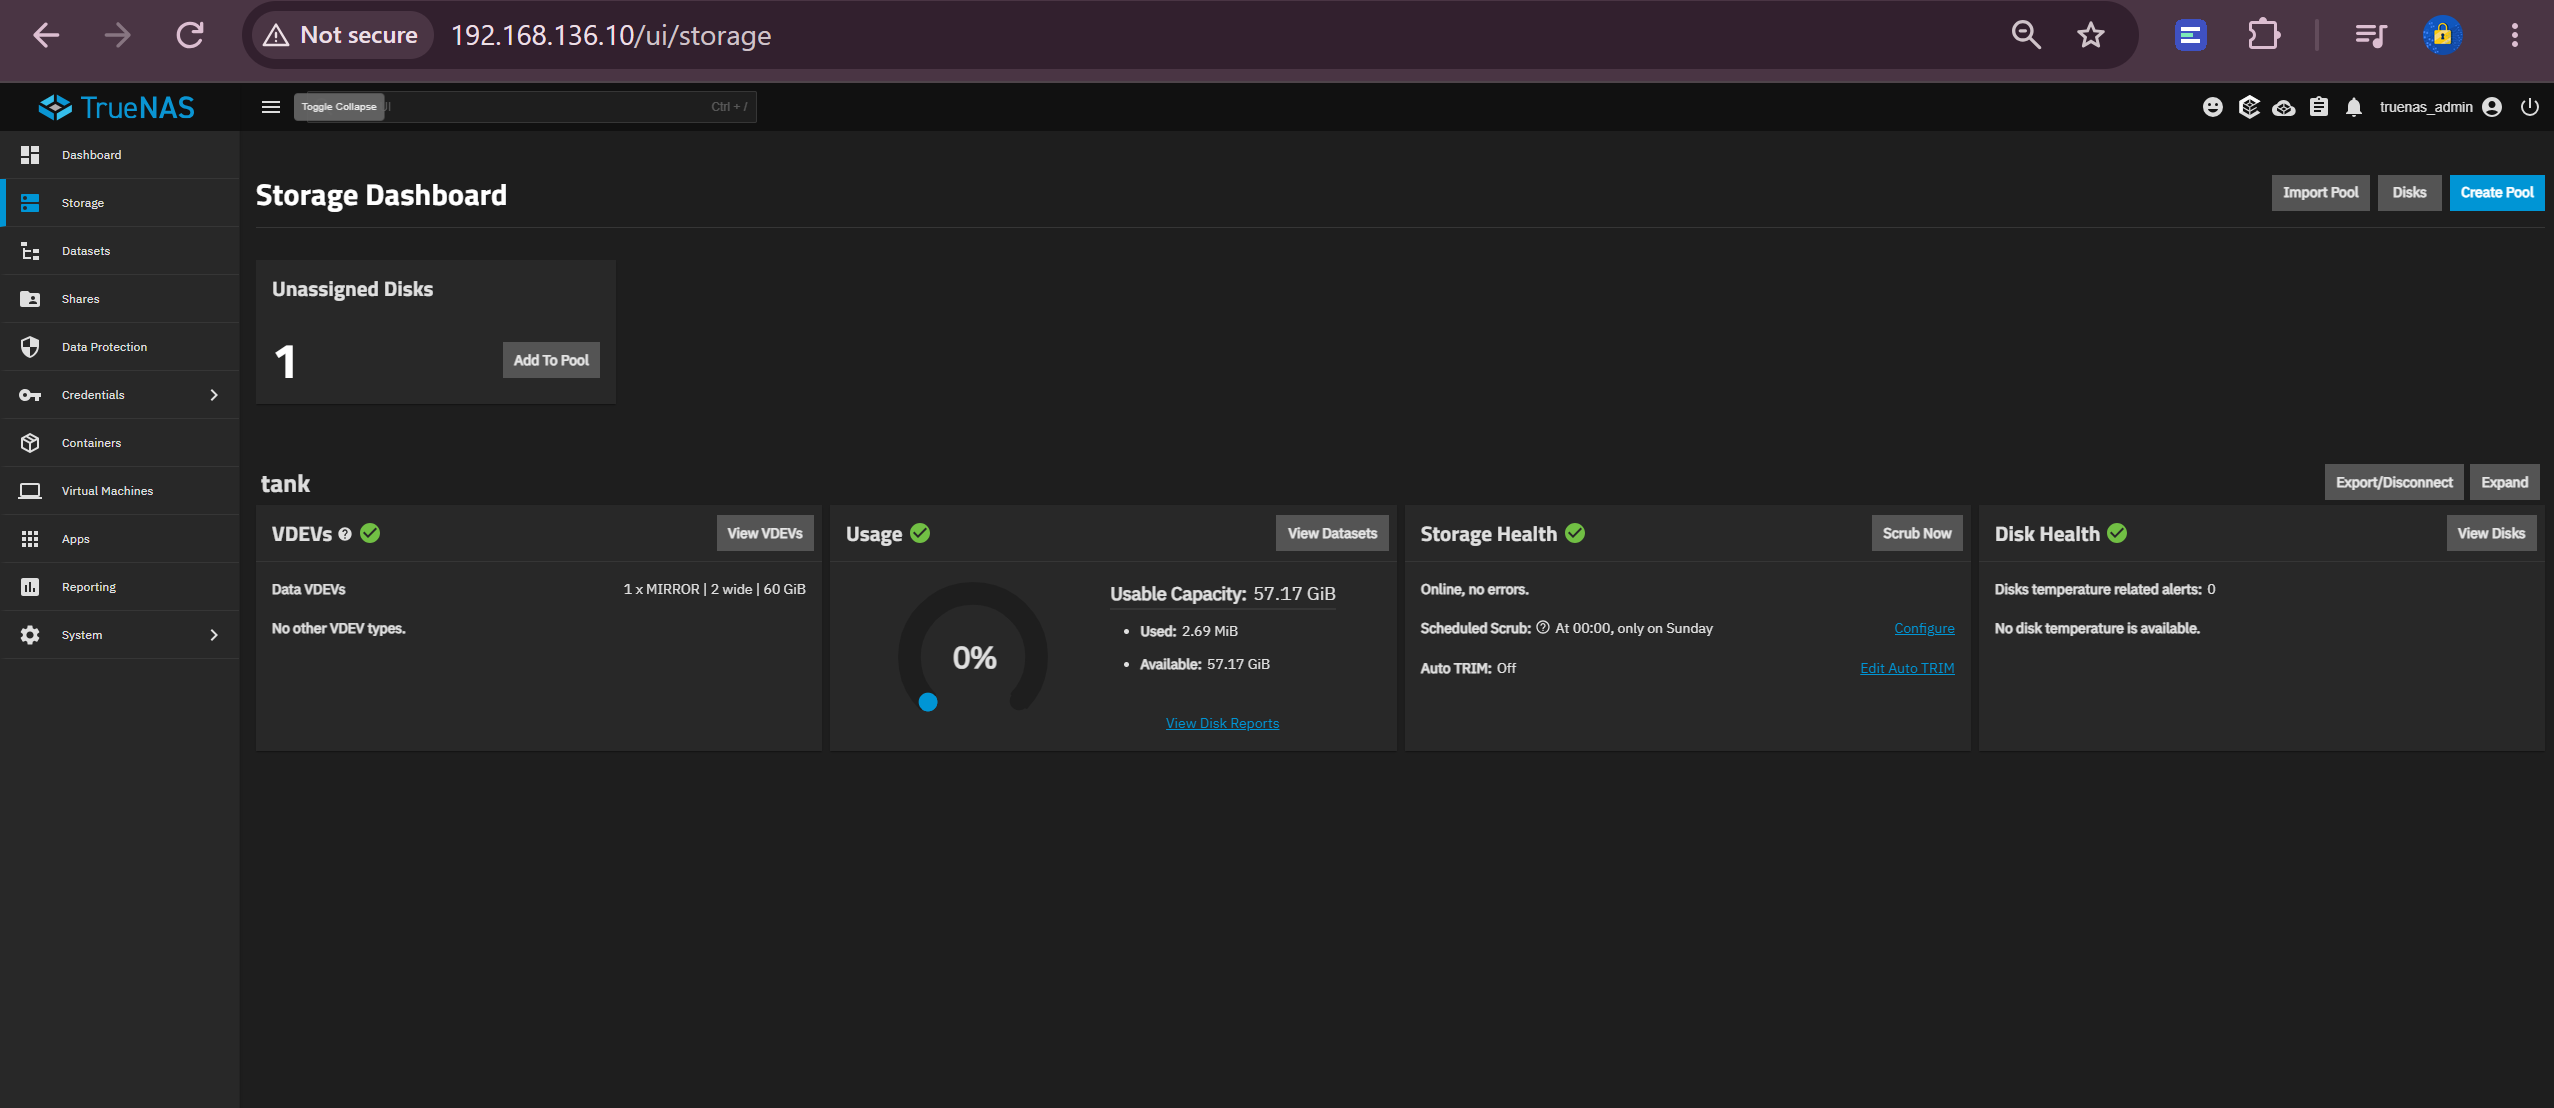 Not secure
192.168.136.10/ui/storage
TrueNAS
Toggle Collapse
Ctrl + /
truenas_admin
Dashboard
Storage
Datasets
Shares
Data Protection
Credentials
Containers
Virtual Machines
Apps
Reporting
System
Storage Dashboard
Import Pool
Disks
Create Pool
Unassigned Disks
1
Add To Pool
tank
Export/Disconnect
Expand
VDEVs
View VDEVs
Data VDEVs
1 x MIRROR | 2 wide | 60 GiB
No other VDEV types.
Usage
View Datasets
0%
Usable Capacity: 57.17 GiB
• Used: 2.69 MiB
• Available: 57.17 GiB
View Disk Reports
Storage Health
Scrub Now
Online, no errors.
Scheduled Scrub: At 00:00, only on Sunday
Configure
Auto TRIM: Off
Edit Auto TRIM
Disk Health
View Disks
Disks temperature related alerts: 0
No disk temperature is available.